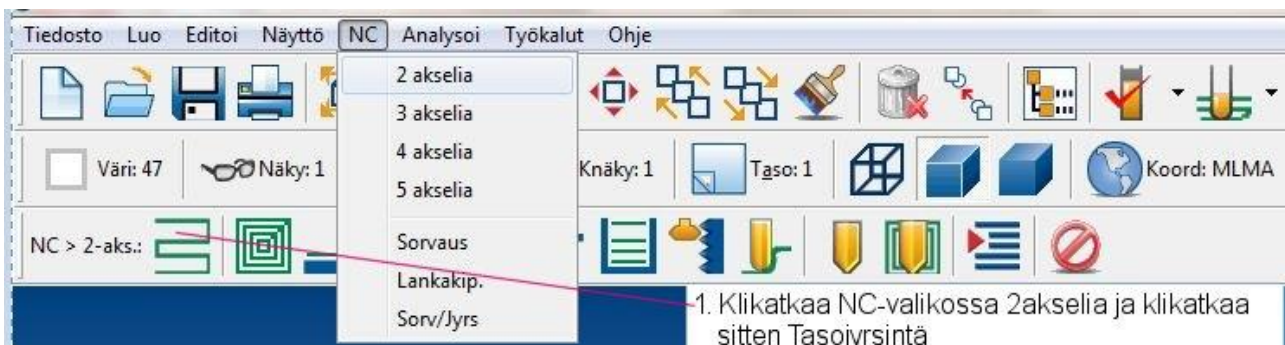 Tiedosto Luo Editoi Näyttö NC Analysoi Työkalut Ohje
2 akselia
3 akselia
4 akselia
5 akselia
Sorvaus
Lankakip.
Sorv/Jyrs
Väri: 47 Näky: 1 Knäky: 1 Taso: 1 Koord: MLMA
NC > 2-aks.:
1. Klikatkaa NC-valikossa 2akselia ja klikatkaa
sitten Tasojyrsintä